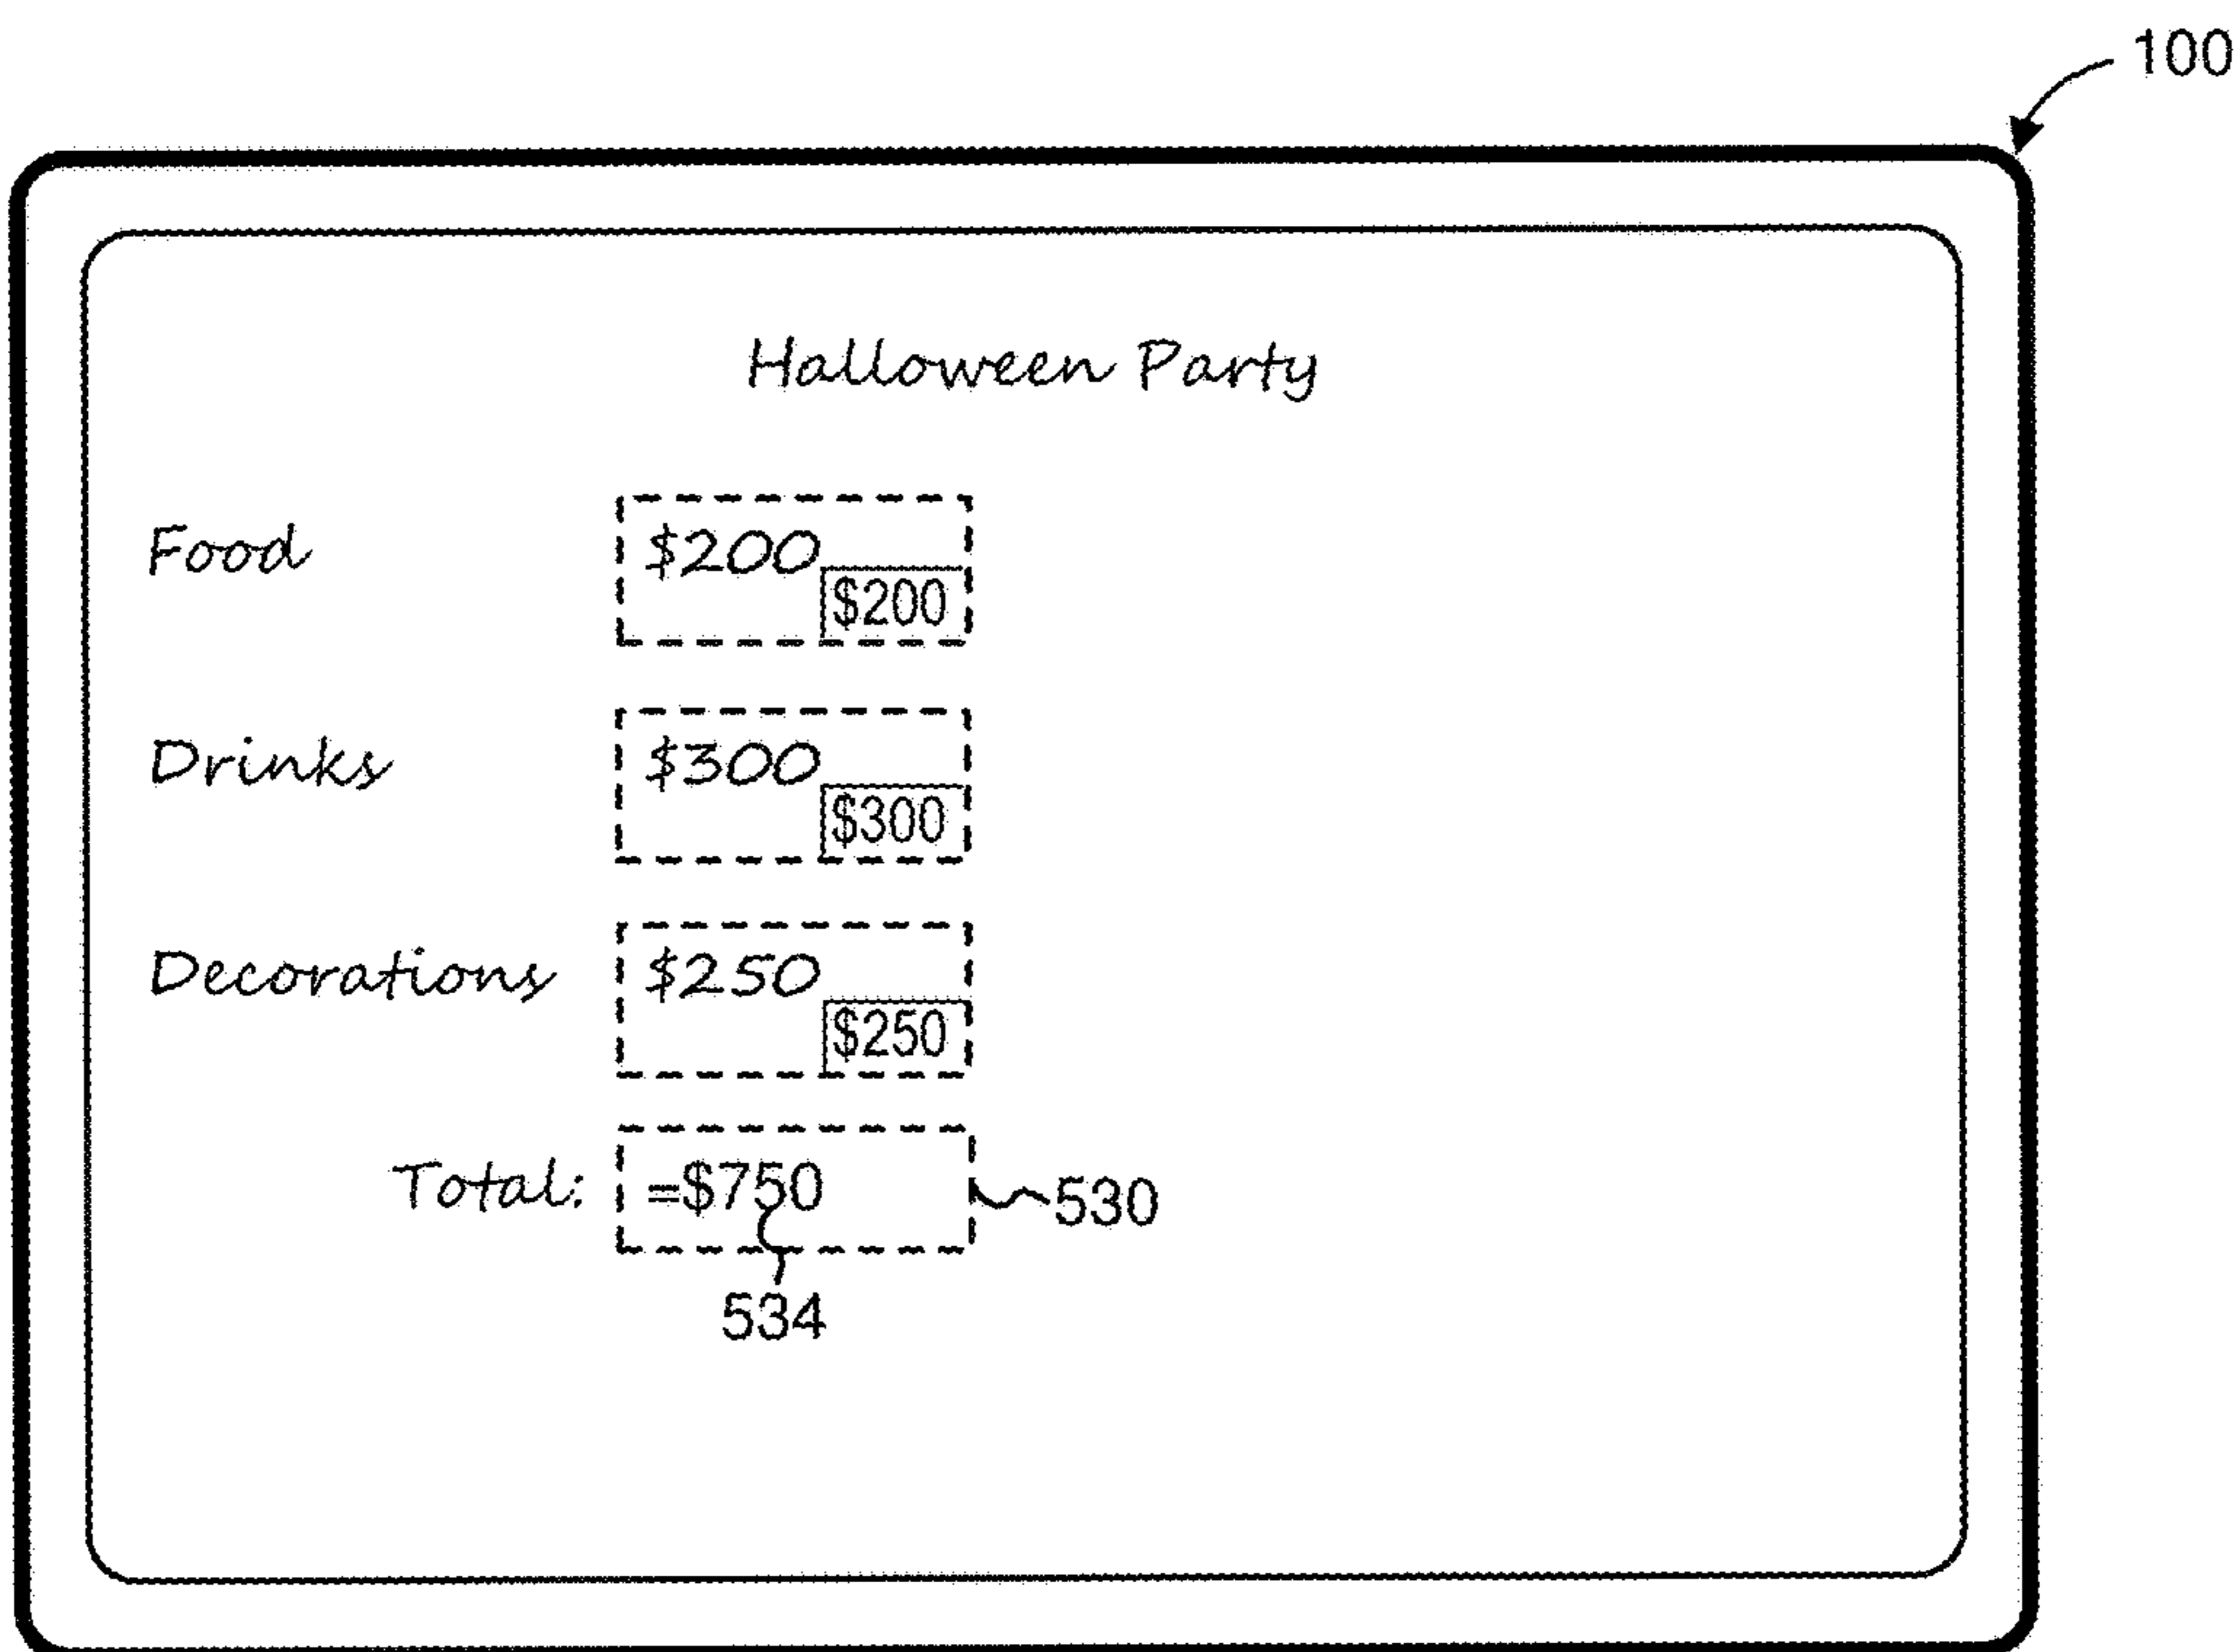 100
Halloween Party
Food $200
$200
Drinks $300
$300
Decorations $250
$250
Total: =$750 530
534